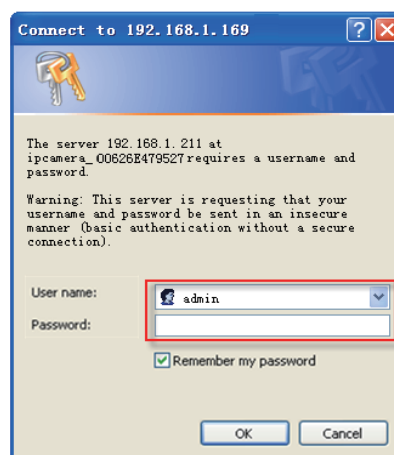 Connect to 192.168.1.169
The server 192.168.1.211 at
ipcamera_00626E479527 requires a username and
password.
Warning: This server is requesting that your
username and password be sent in an insecure
manner (basic authentication without a secure
connection).
User name:
admin
Password:
Remember my password
OK
Cancel